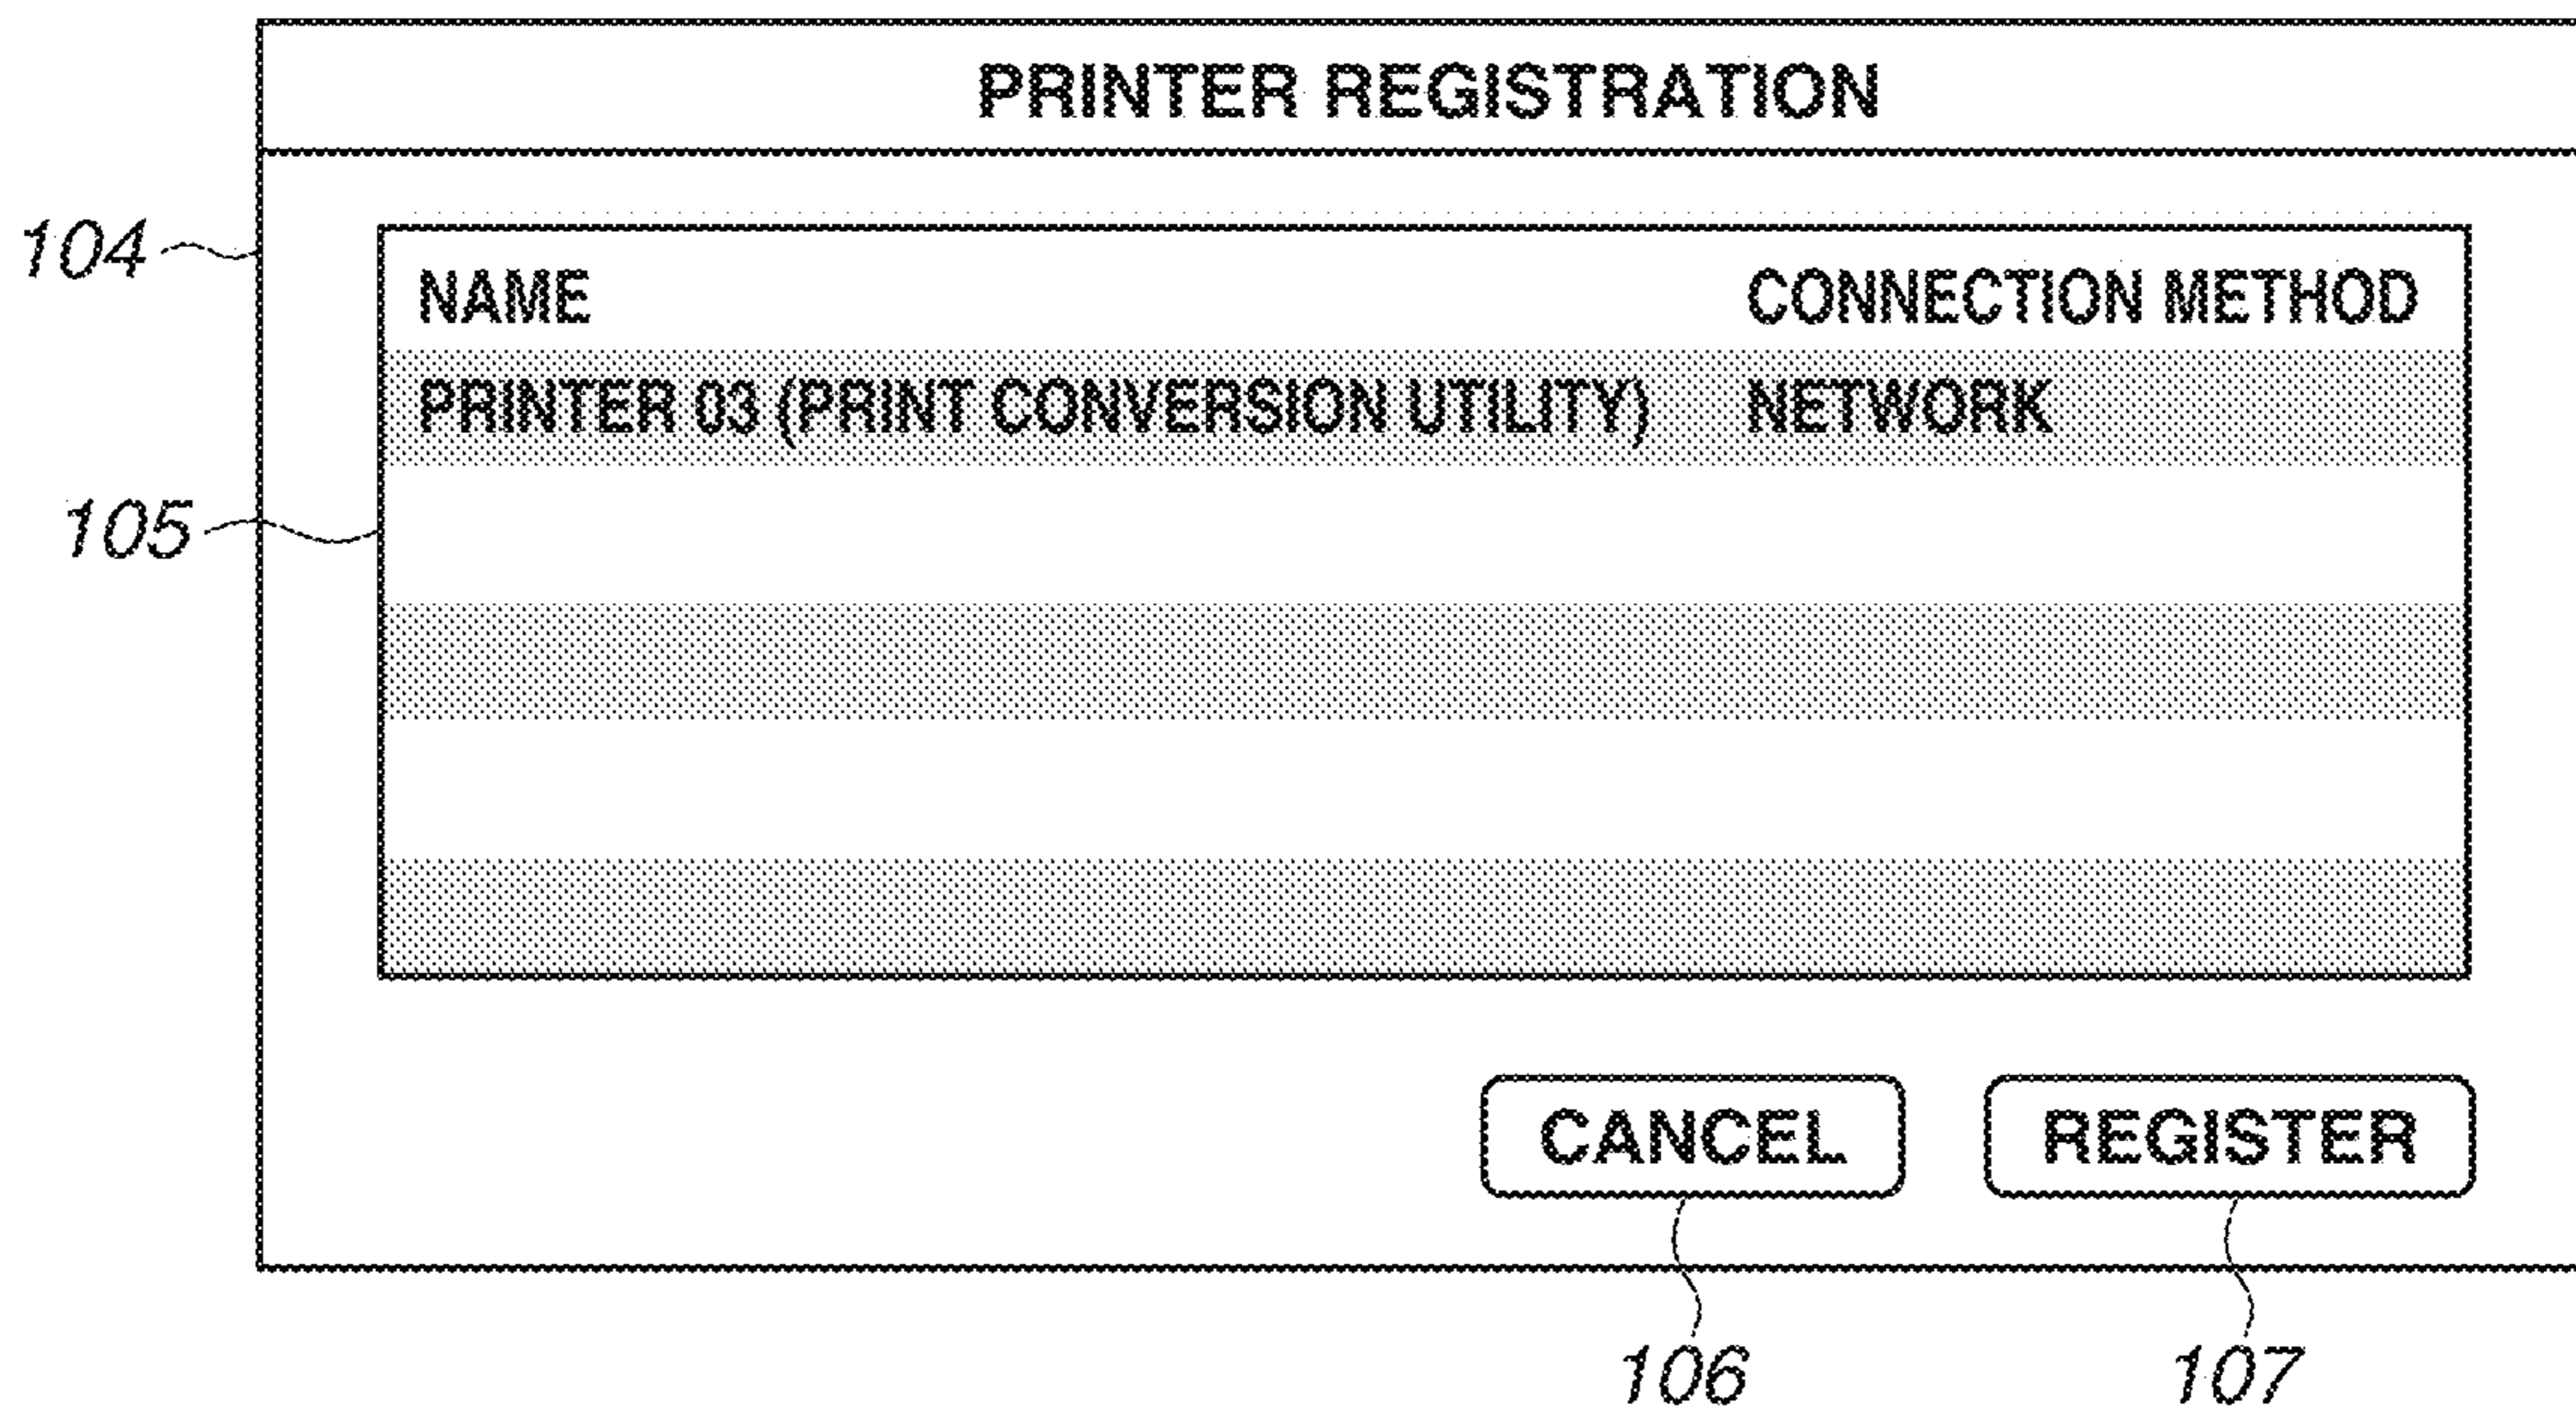 PRINTER REGISTRATION
104
NAME CONNECTION METHOD
PRINTER 03 (PRINT CONVERSION UTILITY) NETWORK
105
CANCEL REGISTER
106 107